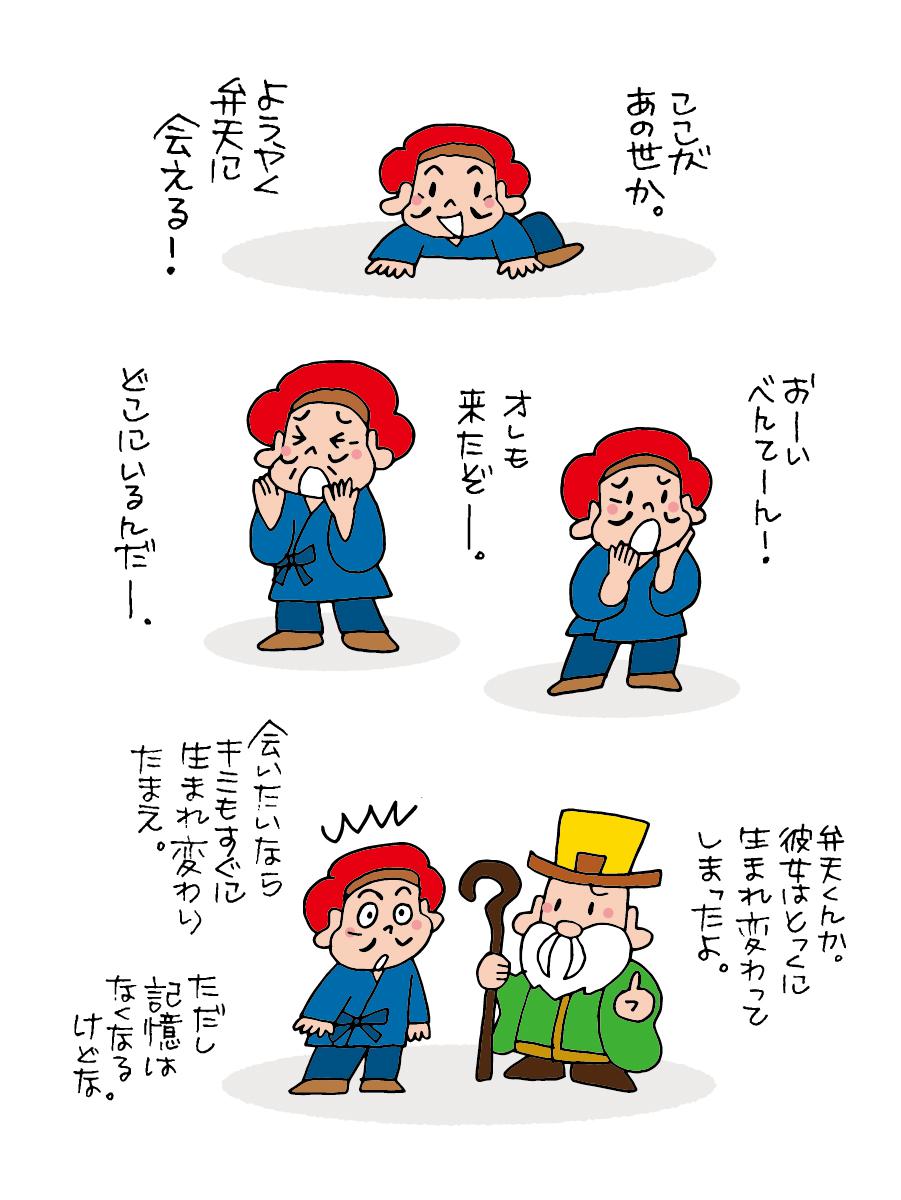 ここが
あの世か。
ようやく
弁天に
会える!
おーい
べんてーん!
オレも
来たぞー。
どこにいるんだー。
弁天くんか。
彼女はとっくに
生まれ変わって
しまったよ。
会いたいなら
キミもすぐに
生まれ変わり
たまえ。
ただし
記憶は
なくなる
けどな。